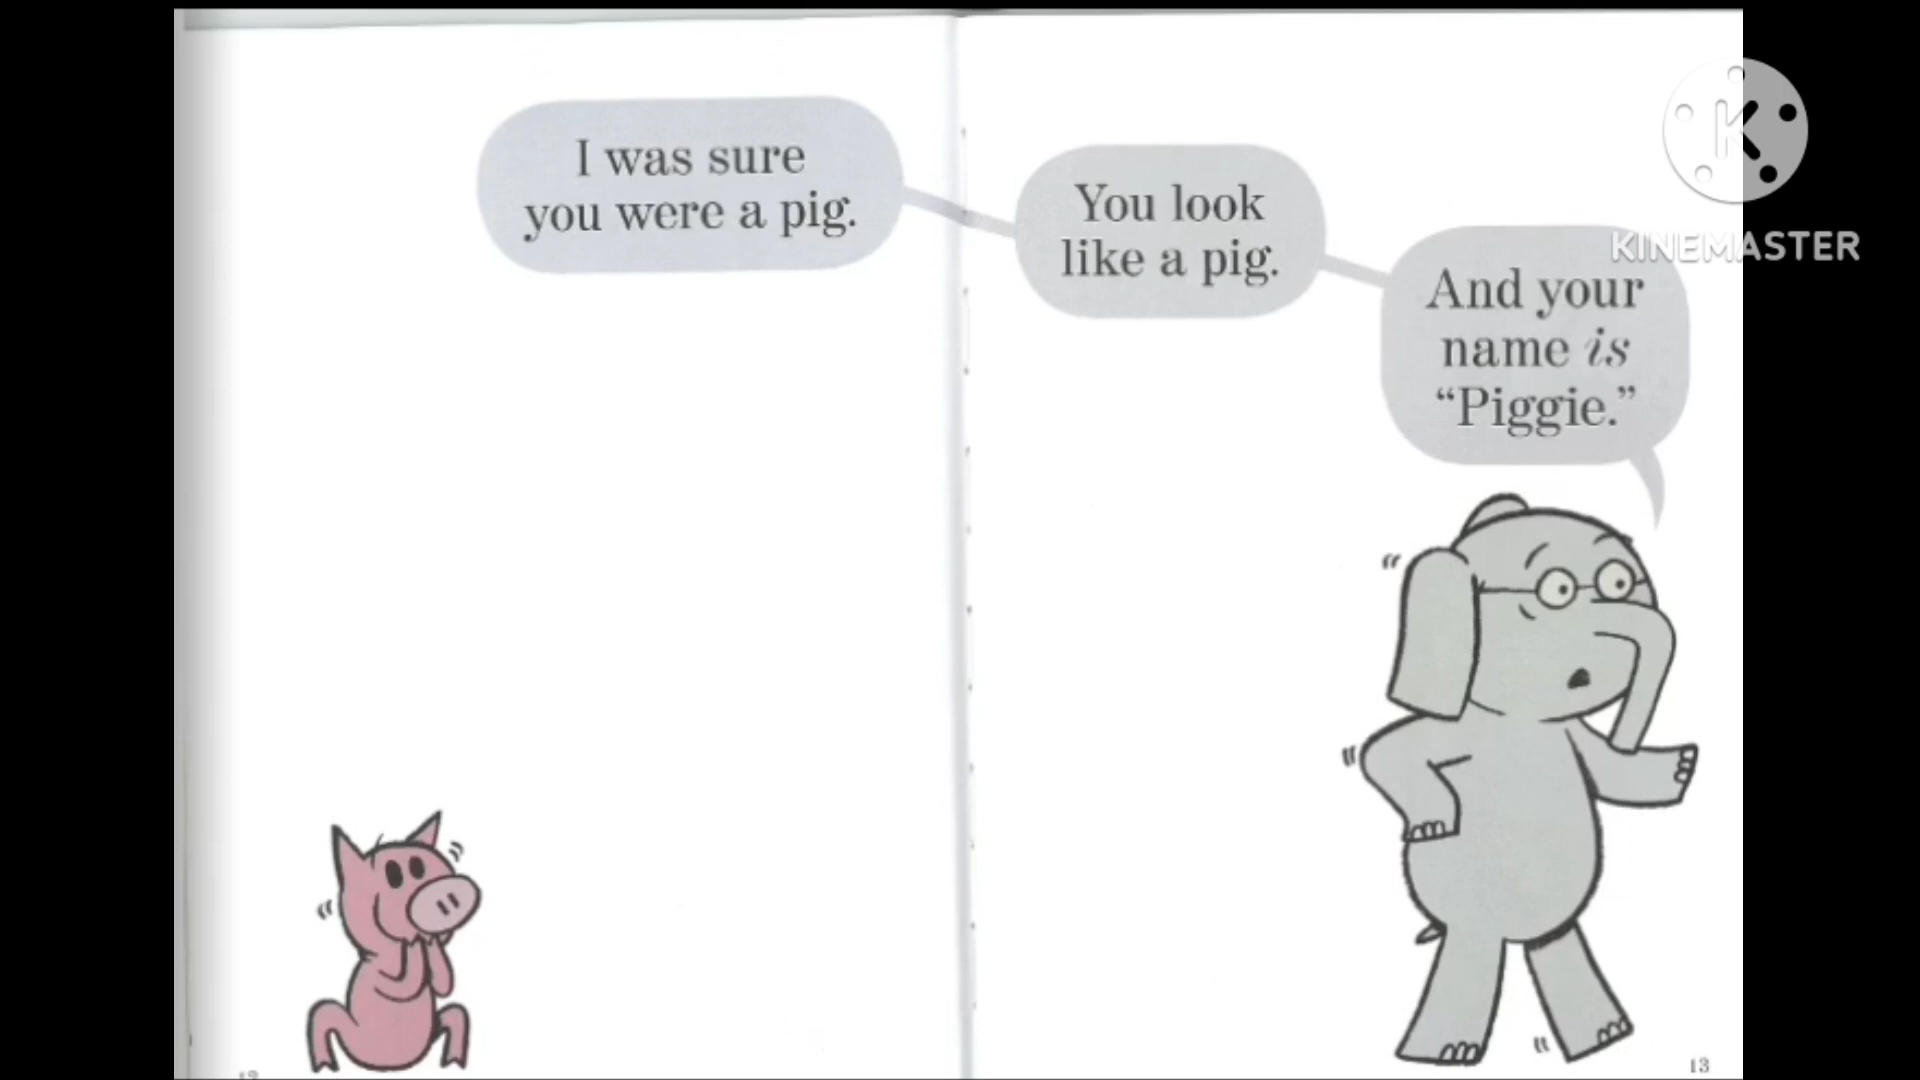 I was sure
you were a pig.
You look
like a pig.
And your
name is
“Piggie.”
KINEMASTER
13